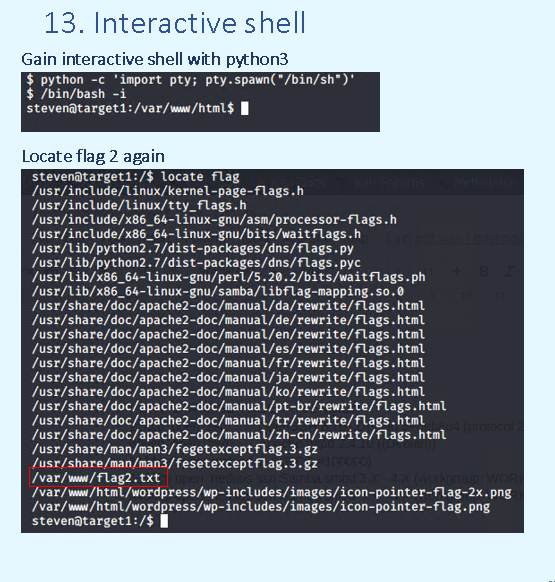 13. Interactive shell
Gain interactive shell with python3
$ python -c 'import pty; pty.spawn("/bin/sh")'
$ /bin/bash -i
steven@target1:/var/www/html$
Locate flag 2 again
steven@target1:/$ locate flag
/usr/include/linux/kernel-page-flags.h
/usr/include/linux/tty_flags.h
/usr/include/x86_64-linux-gnu/asm/processor-flags.h
/usr/include/x86_64-linux-gnu/bits/waitflags.h
/usr/lib/python2.7/dist-packages/dns/flags.py
/usr/lib/python2.7/dist-packages/dns/flags.pyc
/usr/lib/x86_64-linux-gnu/perl/5.20.2/bits/waitflags.ph
/usr/lib/x86_64-linux-gnu/samba/libflag-mapping.so.0
/usr/share/doc/apache2-doc/manual/da/rewrite/flags.html
/usr/share/doc/apache2-doc/manual/de/rewrite/flags.html
/usr/share/doc/apache2-doc/manual/en/rewrite/flags.html
/usr/share/doc/apache2-doc/manual/es/rewrite/flags.html
/usr/share/doc/apache2-doc/manual/fr/rewrite/flags.html
/usr/share/doc/apache2-doc/manual/ja/rewrite/flags.html
/usr/share/doc/apache2-doc/manual/ko/rewrite/flags.html
/usr/share/doc/apache2-doc/manual/pt-br/rewrite/flags.html
/usr/share/doc/apache2-doc/manual/tr/rewrite/flags.html
/usr/share/doc/apache2-doc/manual/zh-cn/rewrite/flags.html
/usr/share/man/man3/fegetexceptflag.3.gz
/usr/share/man/man3/fesetexceptflag.3.gz
/var/www/flag2.txt
/var/www/html/wordpress/wp-includes/images/icon-pointer-flag-2x.png
/var/www/html/wordpress/wp-includes/images/icon-pointer-flag.png
steven@target1:/$